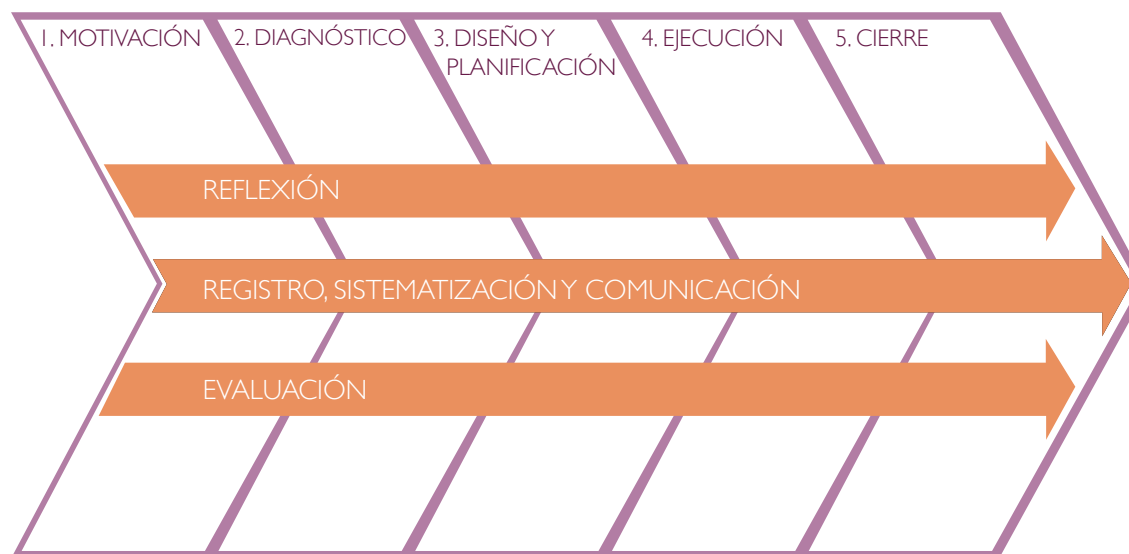 1. MOTIVACIÓN
2. DIAGNÓSTICO
3. DISEÑO Y
PLANIFICACIÓN
4. EJECUCIÓN
5. CIERRE
REFLEXIÓN
REGISTRO, SISTEMATIZACIÓN Y COMUNICACIÓN
EVALUACIÓN